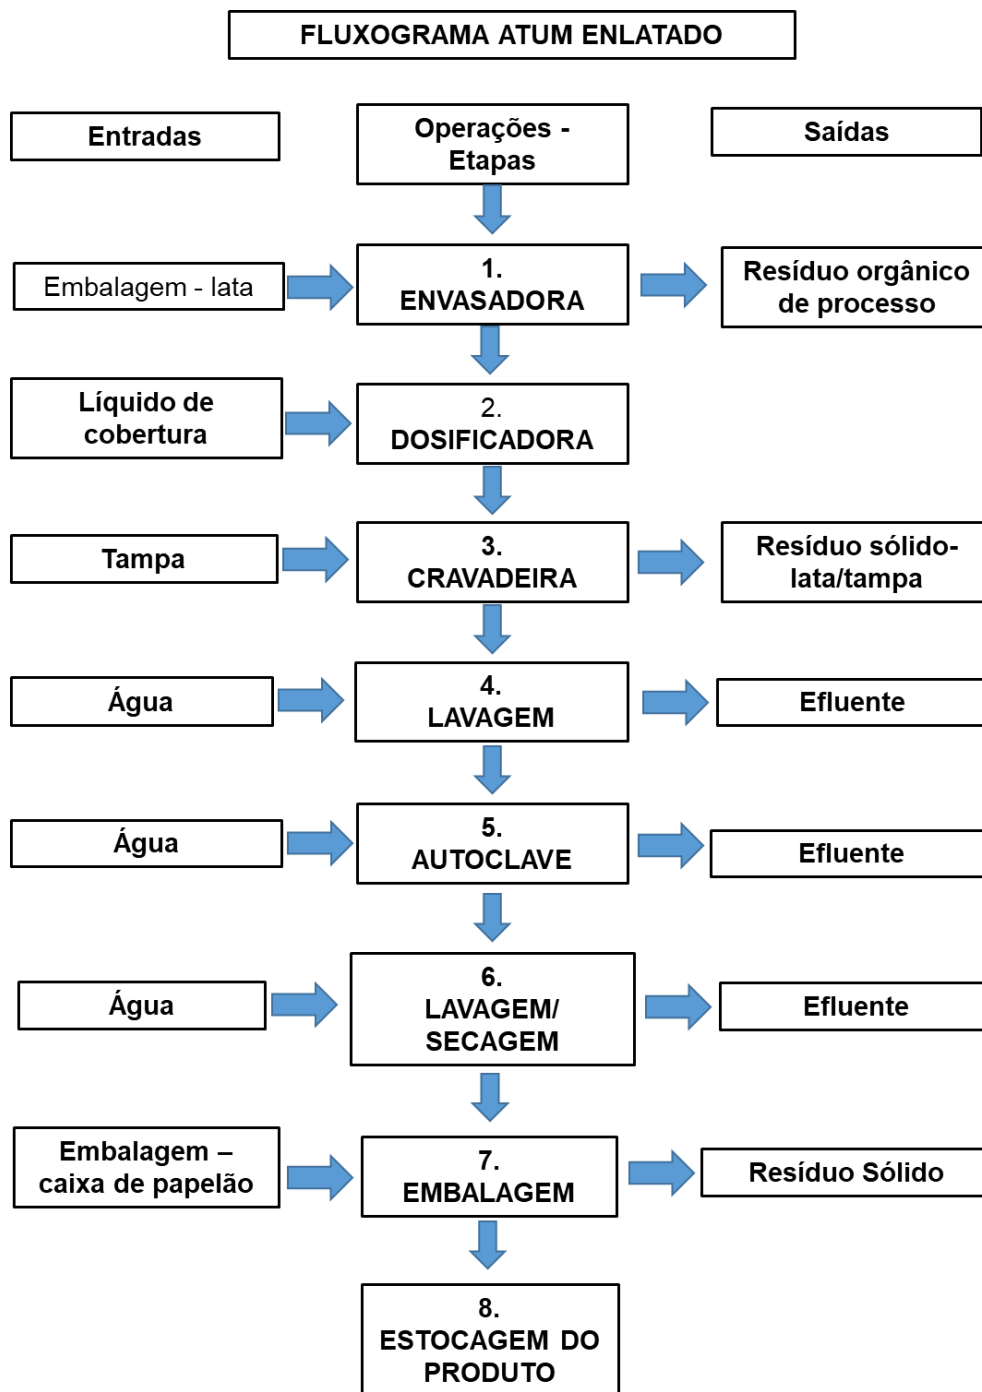 FLUXOGRAMA ATUM ENLATADO
Entradas
Operações -
Etapas
Saídas
Embalagem - lata
1.
ENVASADORA
Resíduo orgânico
de processo
Líquido de
cobertura
2.
DOSIFICADORA
Tampa
3.
CRAVADEIRA
Resíduo sólido-
lata/tampa
Água
4.
LAVAGEM
Efluente
Água
5.
AUTOCLAVE
Efluente
Água
6.
LAVAGEM/
SECAGEM
Efluente
Embalagem –
caixa de papelão
7.
EMBALAGEM
Resíduo Sólido
8.
ESTOCAGEM DO
PRODUTO